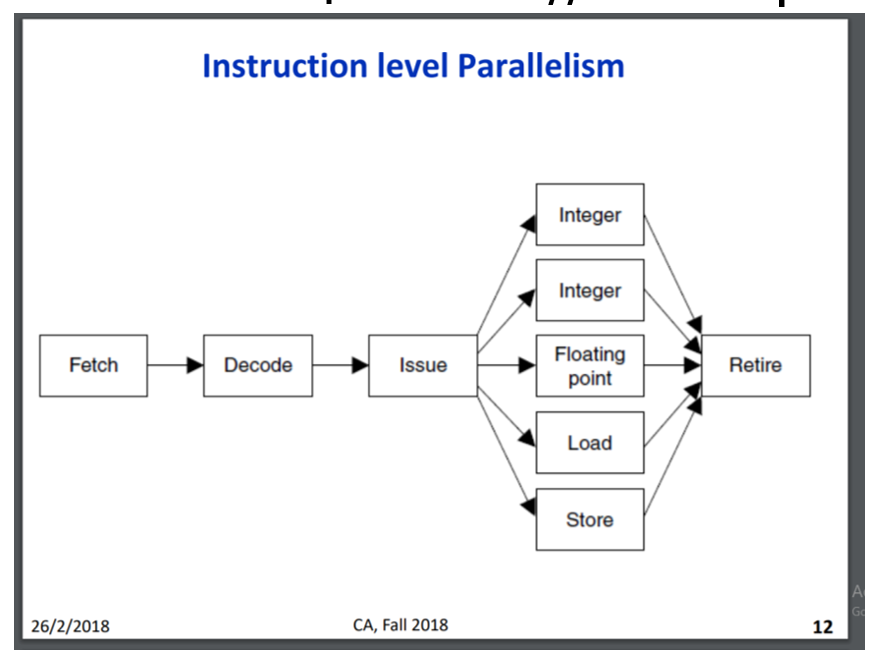 Instruction level Parallelism
Integer
Integer
Fetch
Decode
Issue
Floating
point
Retire
Load
Store
26/2/2018
CA, Fall 2018
12